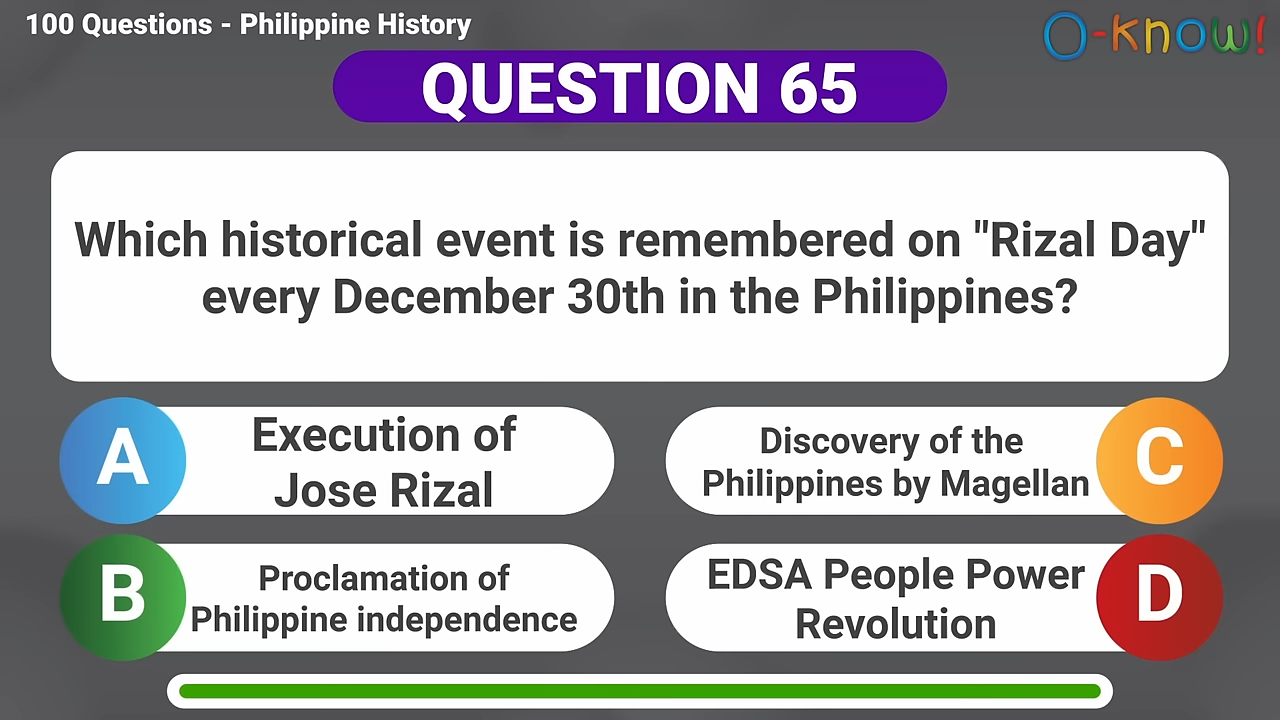 100 Questions - Philippine History
O-know!
QUESTION 65
Which historical event is remembered on "Rizal Day"
every December 30th in the Philippines?
A
Execution of
Jose Rizal
B
Proclamation of
Philippine independence
C
Discovery of the
Philippines by Magellan
D
EDSA People Power
Revolution